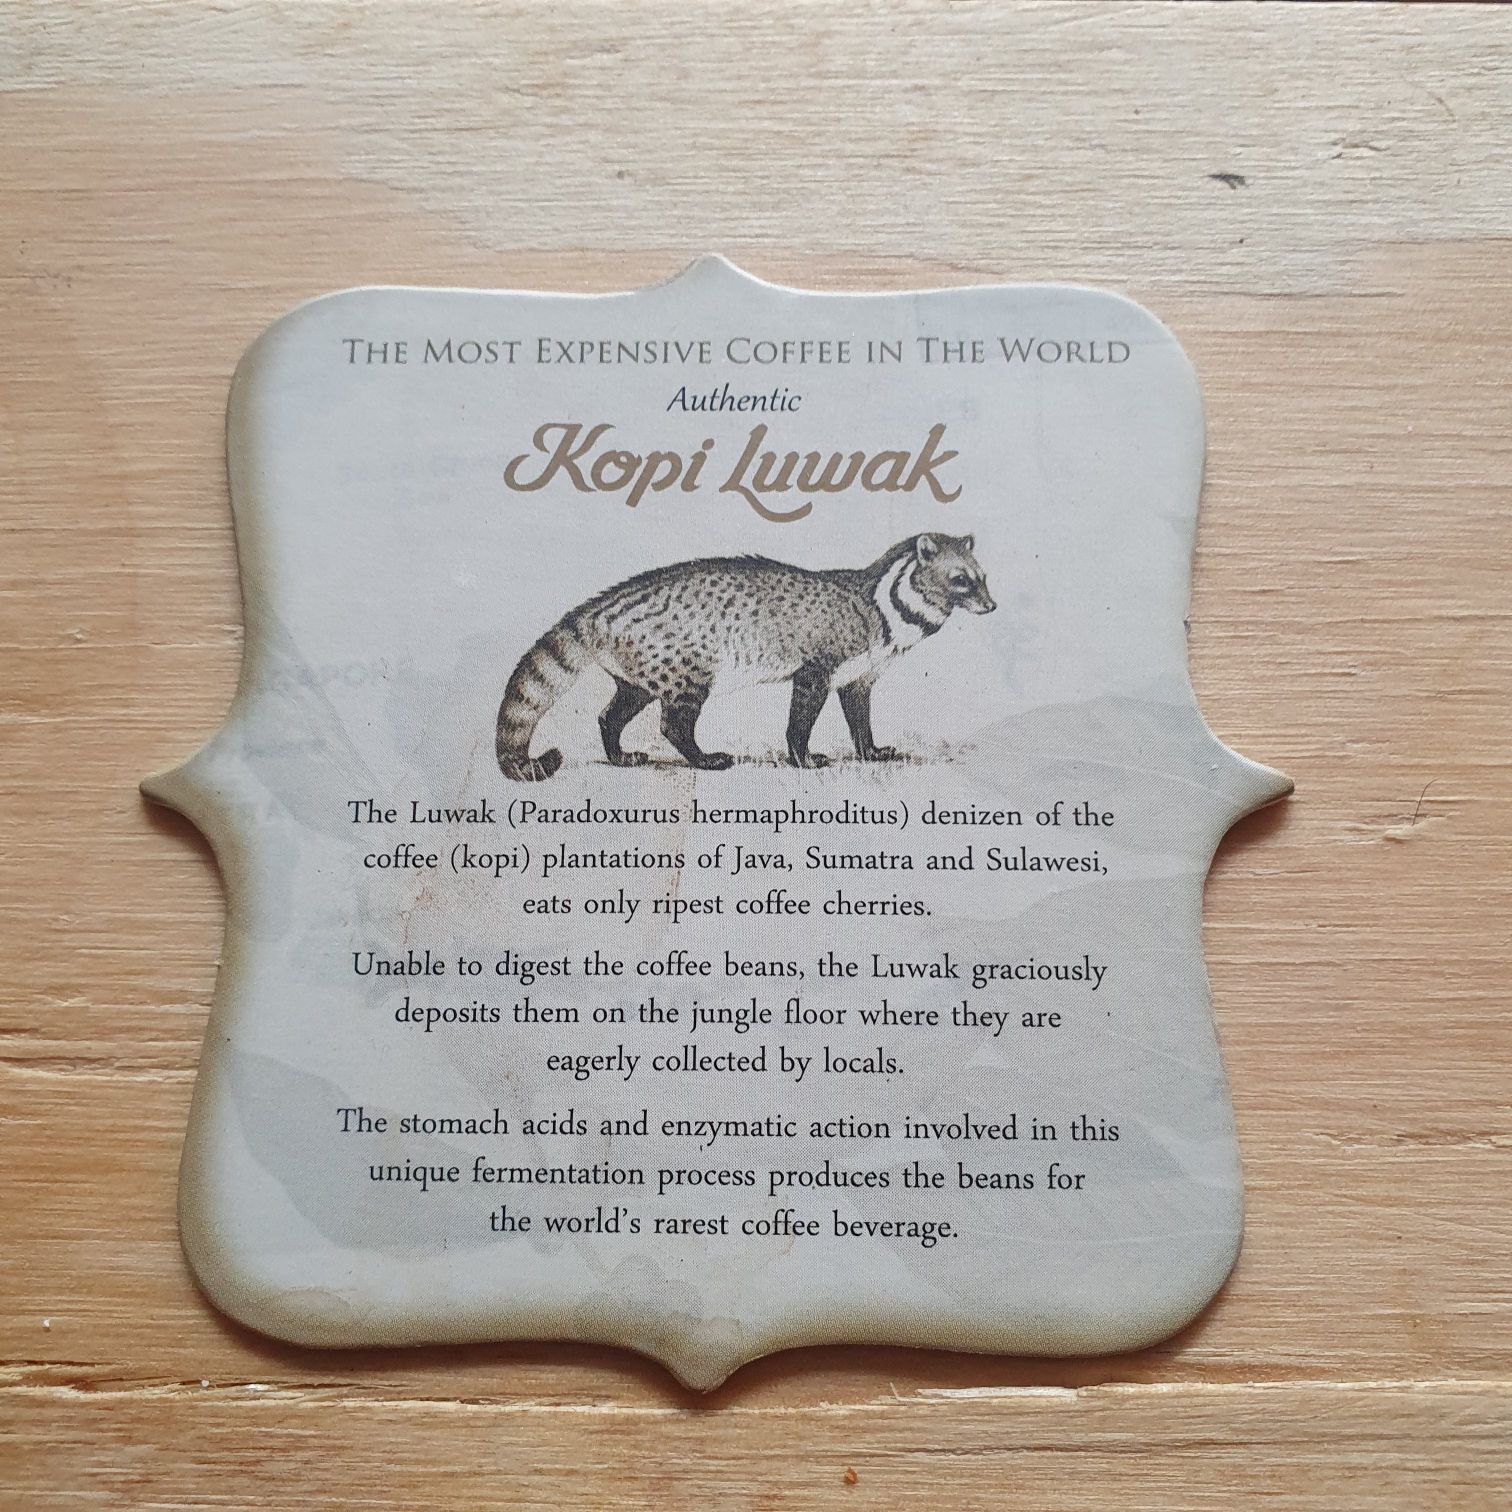 THE MOST EXPENSIVE COFFEE IN THE WORLD
Authentic
Kopi Luwak
The Luwak (Paradoxurus hermaphroditus) denizen of the
coffee (kopi) plantations of Java, Sumatra and Sulawesi,
eats only ripest coffee cherries.
Unable to digest the coffee beans, the Luwak graciously
deposits them on the jungle floor where they are
eagerly collected by locals.
The stomach acids and enzymatic action involved in this
unique fermentation process produces the beans for
the world's rarest coffee beverage.